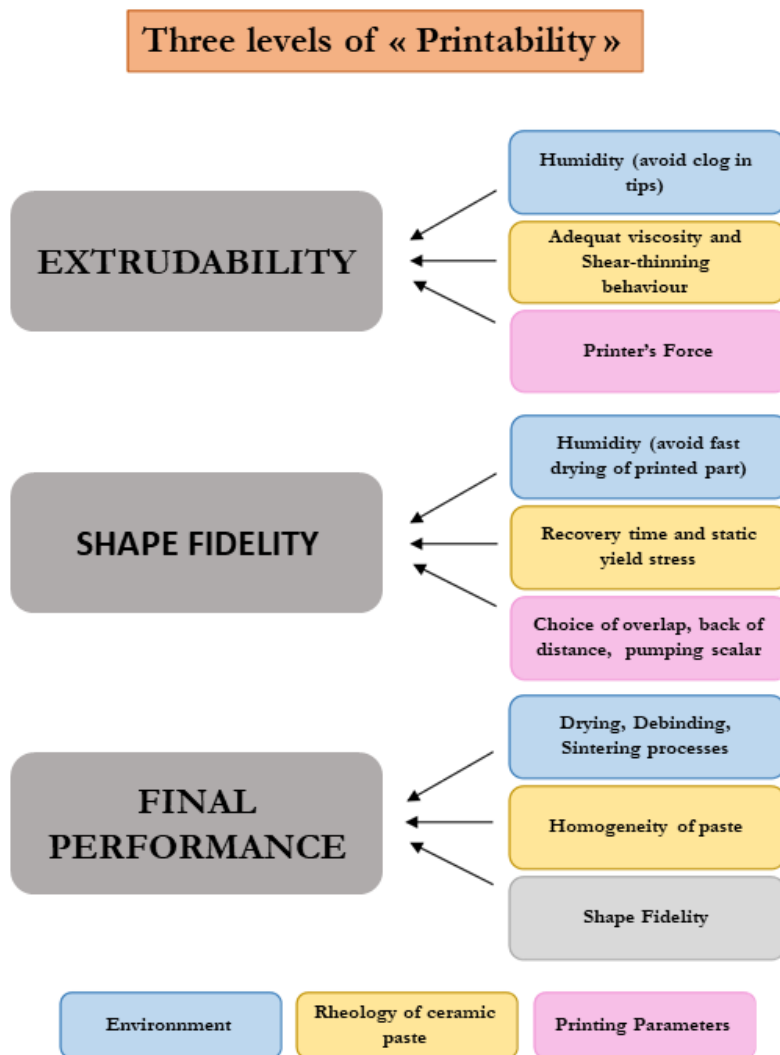 Three levels of « Printability »
Humidity (avoid clog in
tips)
EXTRUDABILITY
Adequat viscosity and
Shear-thinning
behaviour
Printer's Force
Humidity (avoid fast
drying of printed part)
SHAPE FIDELITY
Recovery time and static
yield stress
Choice of overlap, back of
distance, pumping scalar
Drying, Debinding,
Sintering processes
FINAL
PERFORMANCE
Homogeneity of paste
Shape Fidelity
Environnment
Rheology of ceramic
paste
Printing Parameters